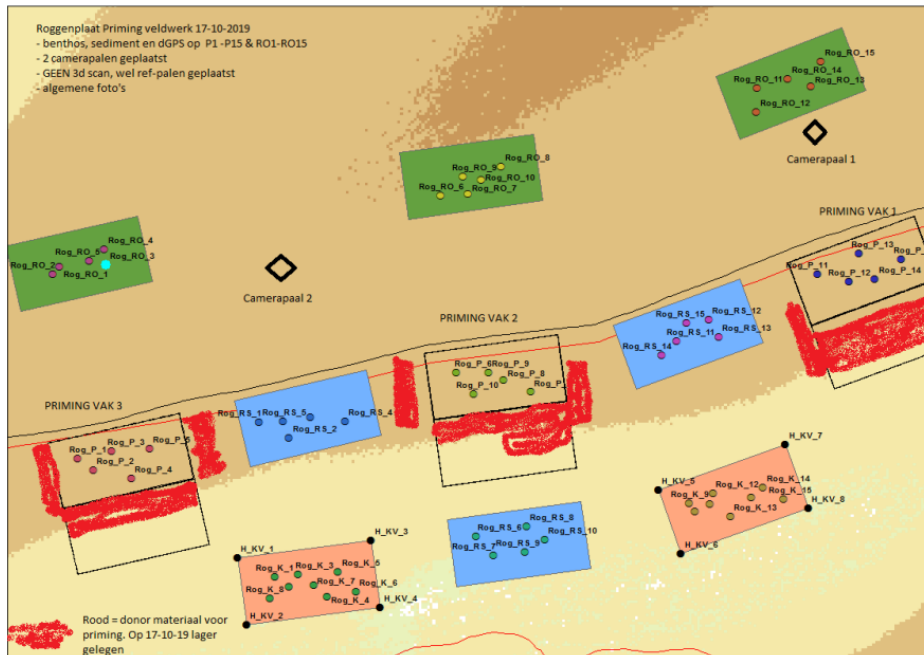 Roggenplaat Priming veldwerk 17-10-2019
- benthos, sediment en dGPS op P1 -P15 & RO1-RO15
- 2 camerapalen geplaatst
- GEEN 3d scan, wel ref-palen geplaatst
- algemene foto's
Rog_RO_15
Rog_RO_14
Rog_RO_11
Rog_RO_13
Rog_RO_12
Camerapaal 1
Rog_RO_8
Rog_RO_9
Rog_RO_10
Rog_RO_6
Rog_RO_7
PRIMING VAK 1
Rog_RO_4
Rog_RO_5
Rog_RO_3
Rog_RO_2
Rog_RO_1
Camerapaal 2
Rog_P_13
Rog_P_
Rog_P_11
Rog_P_12
Rog_P_14
PRIMING VAK 2
Rog_RS_12
Rog_RS_15
Rog_RS_13
Rog_RS_11
Rog_RS_14
Rog_P_6
Rog_P_9
Rog_P_8
Rog_P_10
Rog_P_
PRIMING VAK 3
Rog_RS_1
Rog_RS_5
Rog_RS_4
Rog_RS_2
Rog_P_3
Rog_P_5
Rog_P_1
Rog_P_2
Rog_P_4
H_KV_7
H_KV_5
Rog_K_14
Rog_K_12
Rog_K_9
Rog_K_15
H_KV_8
Rog_K_13
H_KV_6
Rog_RS_8
Rog_RS_6
Rog_RS_10
Rog_RS_7
Rog_RS_9
H_KV_3
H_KV_1
Rog_K_1
Rog_K_3
Rog_K_5
Rog_K_8
Rog_K_7
Rog_K_6
Rog_K_4
H_KV_4
H_KV_2
Rood = donor materiaal voor
priming. Op 17-10-19 lager
gelegen